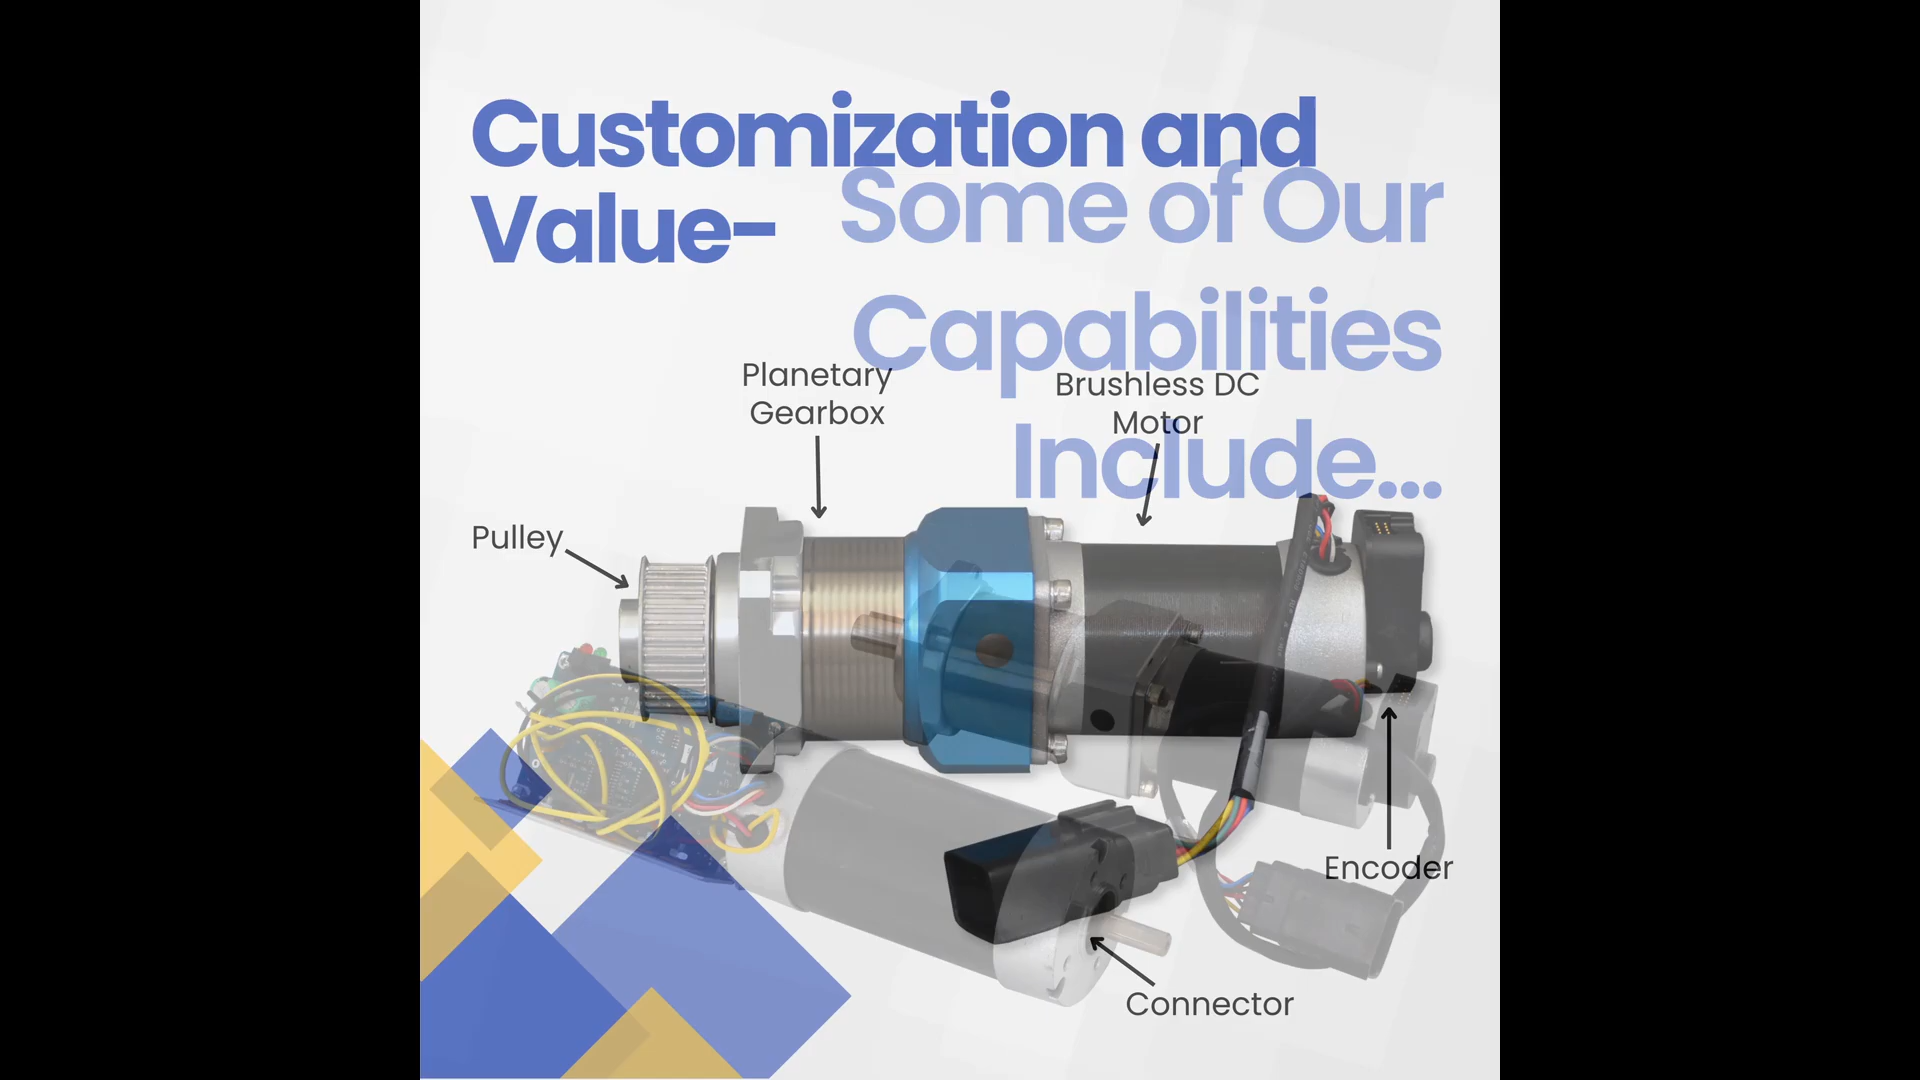 Customization and
Value-
Some of Our
Capabilities
Include...
Planetary
Gearbox
Brushless DC
Motor
Pulley
Encoder
Connector